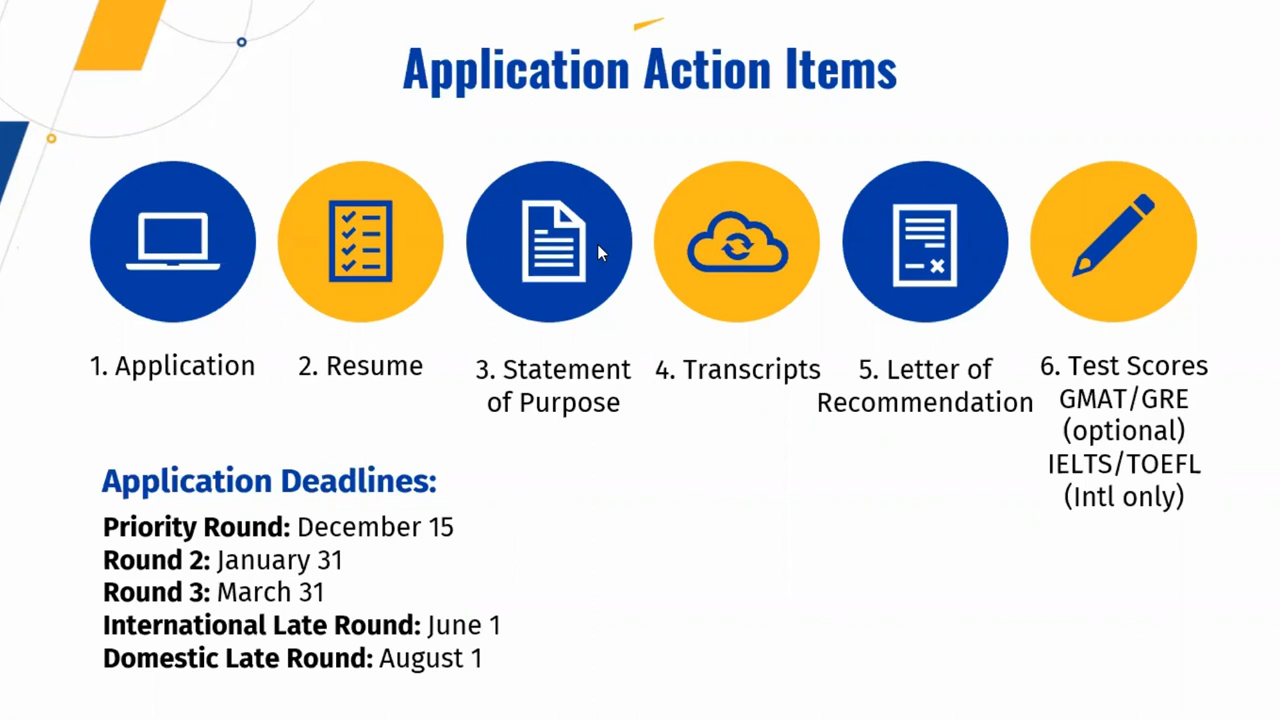 Application Action Items
1. Application
2. Resume
3. Statement
of Purpose
4. Transcripts
5. Letter of
Recommendation
6. Test Scores
GMAT/GRE
(optional)
IELTS/TOEFL
(Intl only)
Application Deadlines:
Priority Round: December 15
Round 2: January 31
Round 3: March 31
International Late Round: June 1
Domestic Late Round: August 1